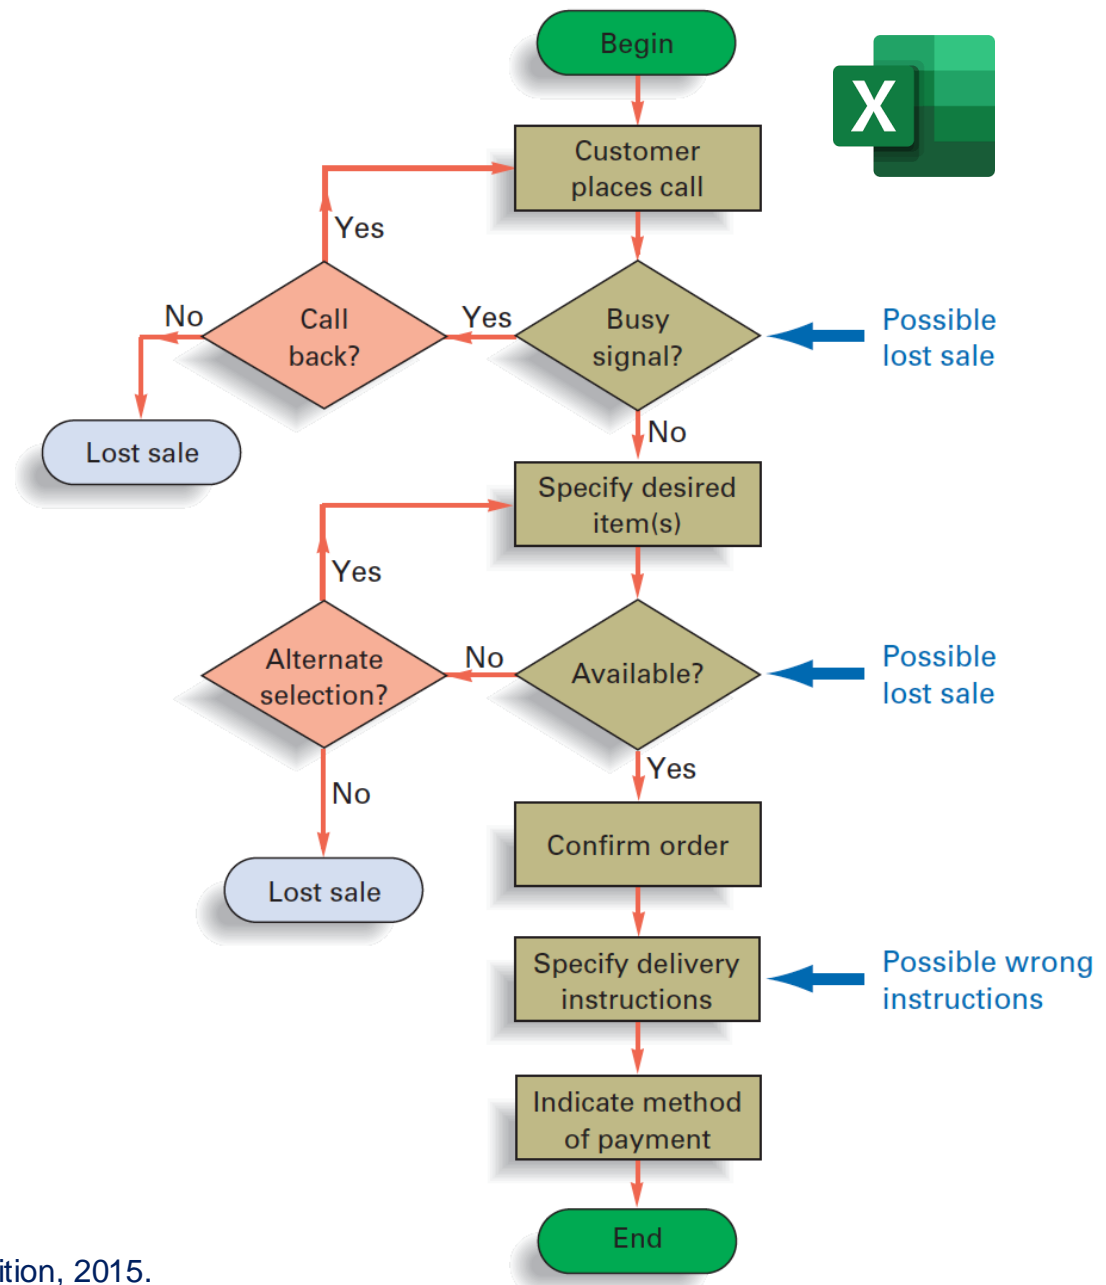 Begin
X
Customer
places call
Yes
No
Call
back?
Yes
Busy
signal?
Possible
lost sale
Lost sale
No
Specify desired
item(s)
Yes
Alternate
selection?
No
Available?
Possible
lost sale
No
Yes
Lost sale
Confirm order
Specify delivery
instructions
Possible wrong
instructions
Indicate method
of payment
End
ition, 2015.